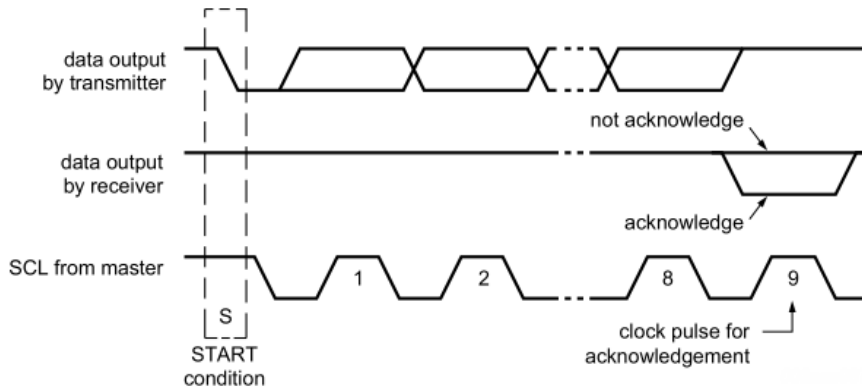 data output
by transmitter
not acknowledge
data output
by receiver
acknowledge
SCL from master
1
2
8
9
S
START
condition
clock pulse for
acknowledgement